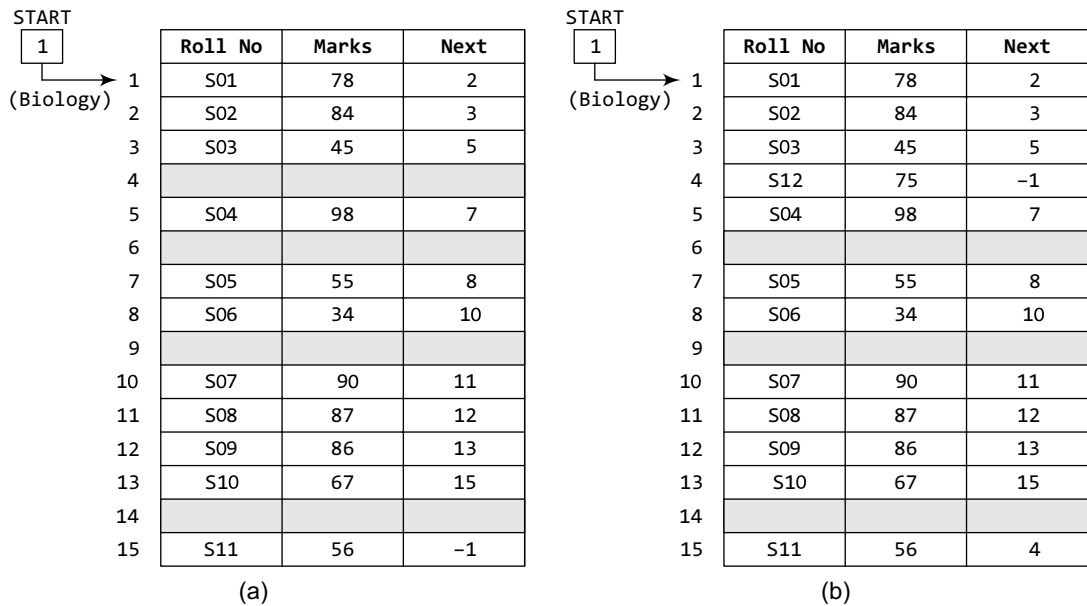 START
1
(Biology)
Roll No Marks Next
1 S01 78 2
2 S02 84 3
3 S03 45 5
4
5 S04 98 7
6
7 S05 55 8
8 S06 34 10
9
10 S07 90 11
11 S08 87 12
12 S09 86 13
13 S10 67 15
14
15 S11 56 –1
(a)
START
1
(Biology)
Roll No Marks Next
1 S01 78 2
2 S02 84 3
3 S03 45 5
4 S12 75 –1
5 S04 98 7
6
7 S05 55 8
8 S06 34 10
9
10 S07 90 11
11 S08 87 12
12 S09 86 13
13 S10 67 15
14
15 S11 56 4
(b)